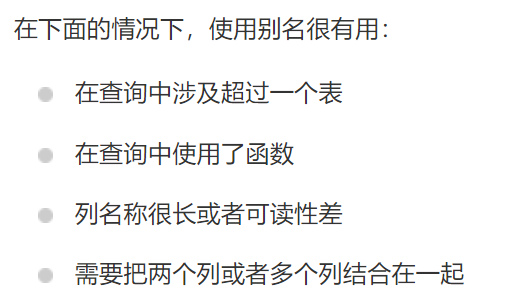 在下面的情况下，使用别名很有用：
在查询中涉及超过一个表
在查询中使用了函数
列名称很长或者可读性差
需要把两个列或者多个列结合在一起